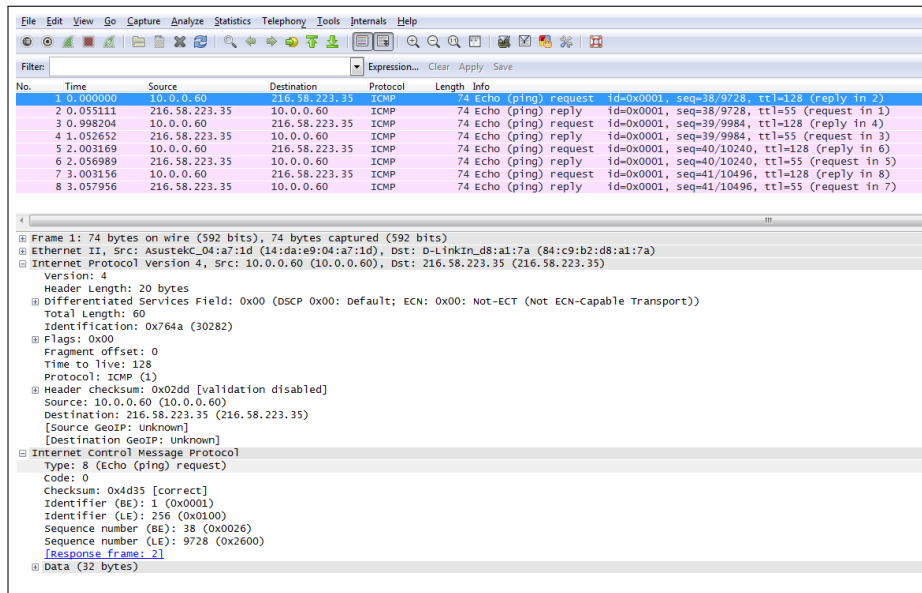 File Edit View Go Capture Analyze Statistics Telephony Tools Internals Help
Filter: Expression... Clear Apply Save
No. Time Source Destination Protocol Length Info
1 0.000000 10.0.0.60 216.58.223.35 ICMP 74 Echo (ping) request id=0x0001, seq=38/9728, ttl=128 (reply in 2)
2 0.055111 216.58.223.35 10.0.0.60 ICMP 74 Echo (ping) reply id=0x0001, seq=38/9728, ttl=55 (request in 1)
3 0.998204 10.0.0.60 216.58.223.35 ICMP 74 Echo (ping) request id=0x0001, seq=39/9984, ttl=128 (reply in 4)
4 1.052652 216.58.223.35 10.0.0.60 ICMP 74 Echo (ping) reply id=0x0001, seq=39/9984, ttl=55 (request in 3)
5 2.003169 10.0.0.60 216.58.223.35 ICMP 74 Echo (ping) request id=0x0001, seq=40/10240, ttl=128 (reply in 6)
6 2.056989 216.58.223.35 10.0.0.60 ICMP 74 Echo (ping) reply id=0x0001, seq=40/10240, ttl=55 (request in 5)
7 3.003156 10.0.0.60 216.58.223.35 ICMP 74 Echo (ping) request id=0x0001, seq=41/10496, ttl=128 (reply in 8)
8 3.057956 216.58.223.35 10.0.0.60 ICMP 74 Echo (ping) reply id=0x0001, seq=41/10496, ttl=55 (request in 7)
Frame 1: 74 bytes on wire (592 bits), 74 bytes captured (592 bits)
Ethernet II, Src: AsustekC_04:a7:1d (14:da:e9:04:a7:1d), Dst: D-LinkIn_d8:a1:7a (84:c9:b2:d8:a1:7a)
Internet Protocol Version 4, Src: 10.0.0.60 (10.0.0.60), Dst: 216.58.223.35 (216.58.223.35)
Version: 4
Header Length: 20 bytes
Differentiated Services Field: 0x00 (DSCP 0x00: Default; ECN: 0x00: Not-ECT (Not ECN-Capable Transport))
Total Length: 60
Identification: 0x764a (30282)
Flags: 0x00
Fragment offset: 0
Time to live: 128
Protocol: ICMP (1)
Header checksum: 0x02dd [validation disabled]
Source: 10.0.0.60 (10.0.0.60)
Destination: 216.58.223.35 (216.58.223.35)
[Source GeoIP: Unknown]
[Destination GeoIP: Unknown]
Internet Control Message Protocol
Type: 8 (Echo (ping) request)
Code: 0
Checksum: 0x4d35 [correct]
Identifier (BE): 1 (0x0001)
Identifier (LE): 256 (0x0100)
Sequence number (BE): 38 (0x0026)
Sequence number (LE): 9728 (0x2600)
[Response frame: 2]
Data (32 bytes)